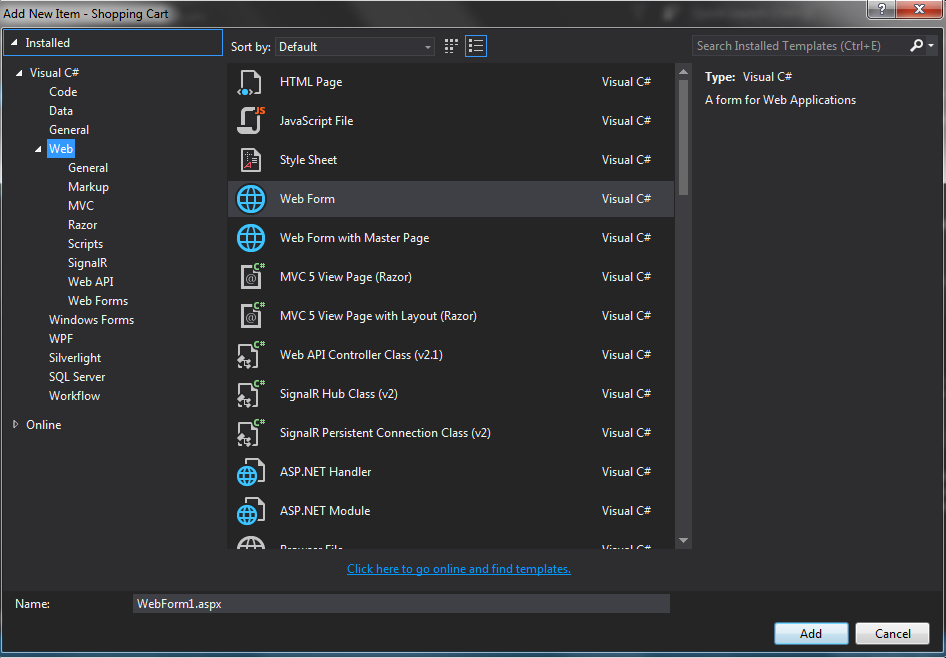 Add New Item - Shopping Cart
?
Installed
Sort by: Default
Search Installed Templates (Ctrl+E)
Visual C#
Code
Data
General
Web
General
Markup
MVC
Razor
Scripts
SignalR
Web API
Web Forms
Windows Forms
WPF
Silverlight
SQL Server
Workflow
Online
HTML Page Visual C#
JS
JavaScript File Visual C#
Style Sheet Visual C#
Web Form Visual C#
Web Form with Master Page Visual C#
C#
@
MVC 5 View Page (Razor) Visual C#
C#
@
MVC 5 View Page with Layout (Razor) Visual C#
C#
Web API Controller Class (v2.1) Visual C#
C#
SignalR Hub Class (v2) Visual C#
C#
SignalR Persistent Connection Class (v2) Visual C#
ASP.NET Handler Visual C#
ASP.NET Module Visual C#
Browser File Visual C#
Type: Visual C#
A form for Web Applications
Click here to go online and find templates.
Name: WebForm1.aspx
Add Cancel